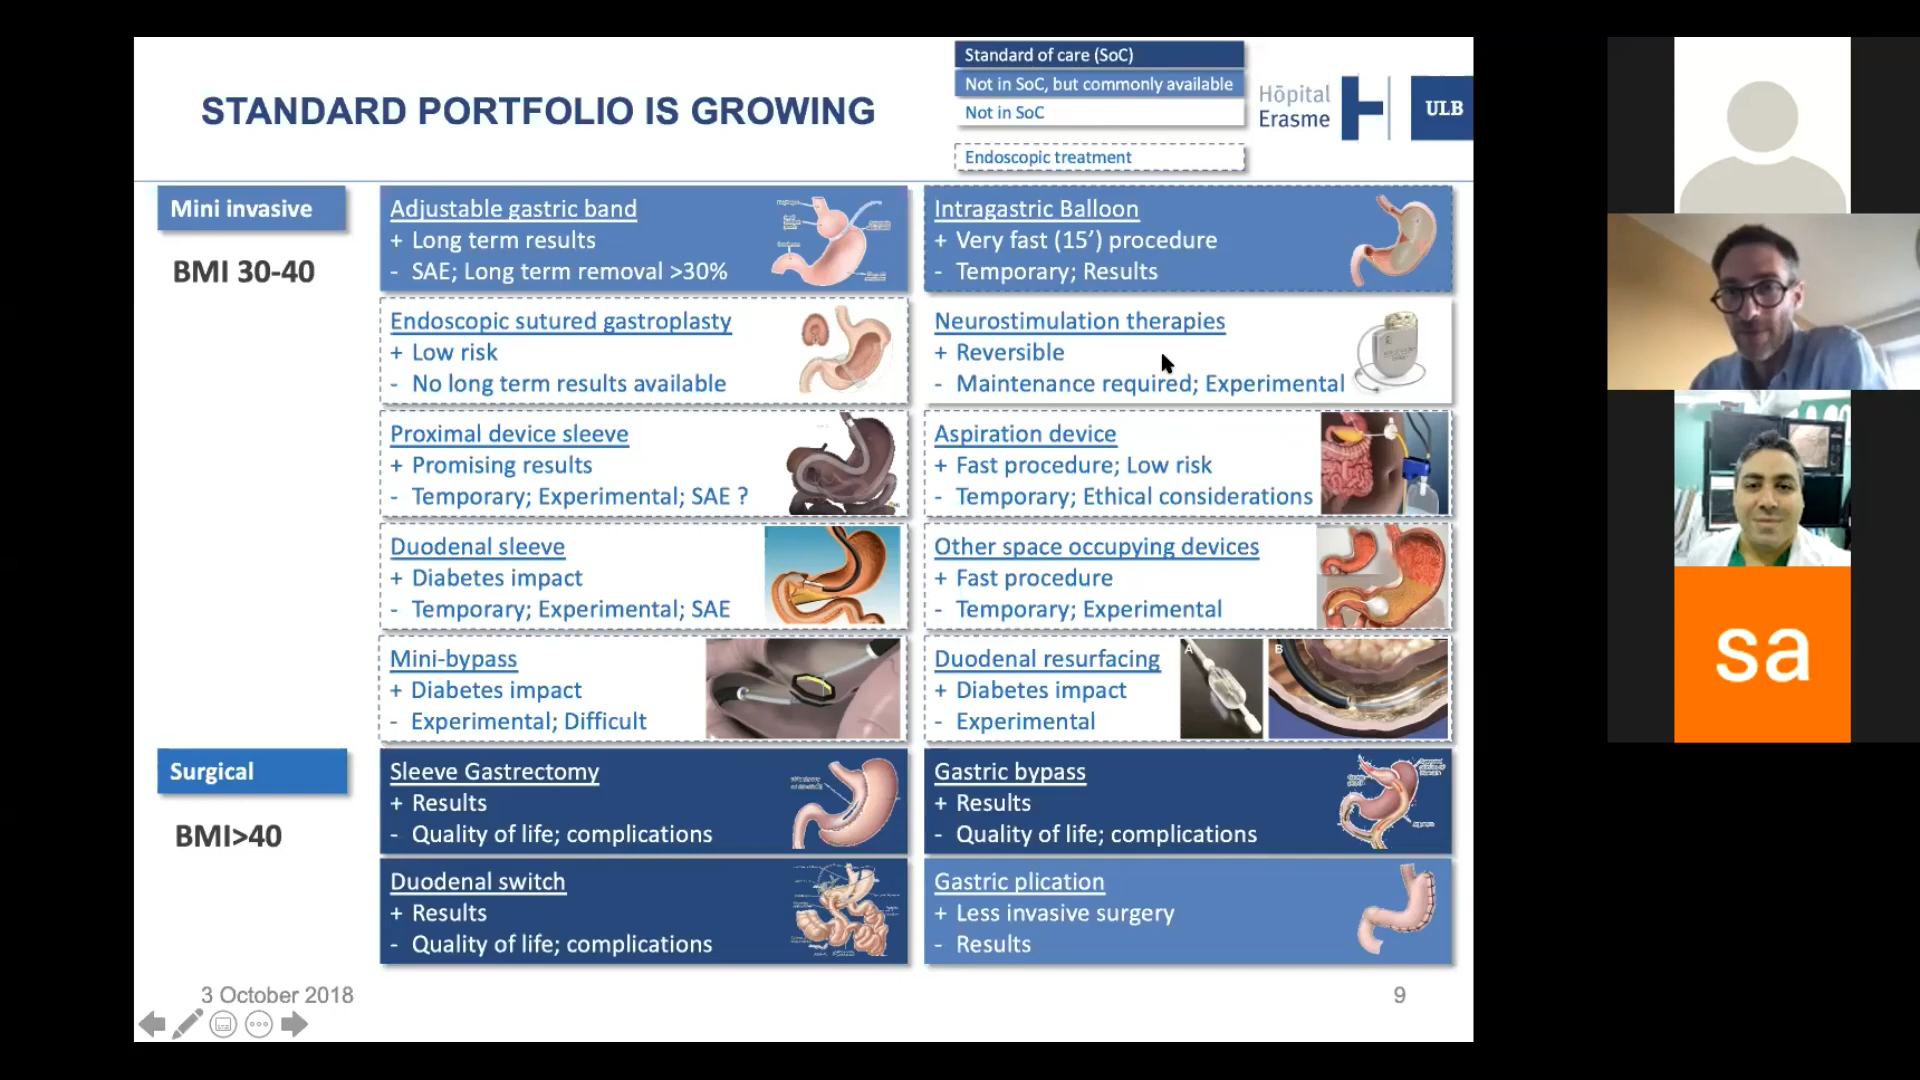 Standard of care (SoC)
Not in SoC, but commonly available
Not in SoC
Endoscopic treatment
STANDARD PORTFOLIO IS GROWING
Hôpital
Erasme
ULB
Mini invasive
BMI 30-40
Adjustable gastric band
+ Long term results
- SAE; Long term removal >30%
Intragastric Balloon
+ Very fast (15’) procedure
- Temporary; Results
Endoscopic sutured gastroplasty
+ Low risk
- No long term results available
Neurostimulation therapies
+ Reversible
- Maintenance required; Experimental
Proximal device sleeve
+ Promising results
- Temporary; Experimental; SAE ?
Aspiration device
+ Fast procedure; Low risk
- Temporary; Ethical considerations
Duodenal sleeve
+ Diabetes impact
- Temporary; Experimental; SAE
Other space occupying devices
+ Fast procedure
- Temporary; Experimental
Mini-bypass
+ Diabetes impact
- Experimental; Difficult
Duodenal resurfacing
+ Diabetes impact
- Experimental
A
B
Surgical
BMI>40
Sleeve Gastrectomy
+ Results
- Quality of life; complications
Gastric bypass
+ Results
- Quality of life; complications
Duodenal switch
+ Results
- Quality of life; complications
Gastric plication
+ Less invasive surgery
- Results
3 October 2018
9
sa